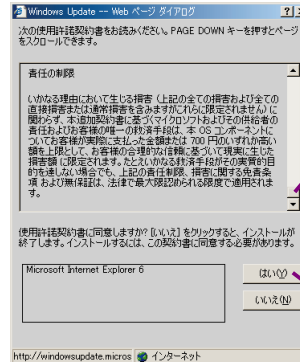 Windows Update -- Web ページ ダイアログ
次の使用許諾契約書をお読みください。PAGE DOWN キーを押すとページ
をスクロールできます。
責任の制限
いかなる理由において生じる損害（上記の全ての損害および全ての
直接損害または通常損害を含みますがこれらに限定されません）に
関わらず、本追加契約書に基づくマイクロソフトおよびその供給者の
責任およびお客様の唯一の救済手段は、本 OS コンポーネントに
ついてお客様が実際に支払った金額または 700 円のいずれか高い
額を上限として、お客様の合理的な信頼に基づいて現実に生じた
損害額 に限定されます。たとえいかなる救済手段がその実質的目
的を達しない場合でも、上記の責任制限、損害に関する免責条
項 および無保証は、法律で最大限認められる限度で適用されま
す。
使用許諾契約書に同意しますか? [いいえ] をクリックすると、インストールが
終了します。インストールするには、この契約書に同意する必要があります。
Microsoft Internet Explorer 6
はい(Y)
いいえ(N)
http://windowsupdate.micros インターネット